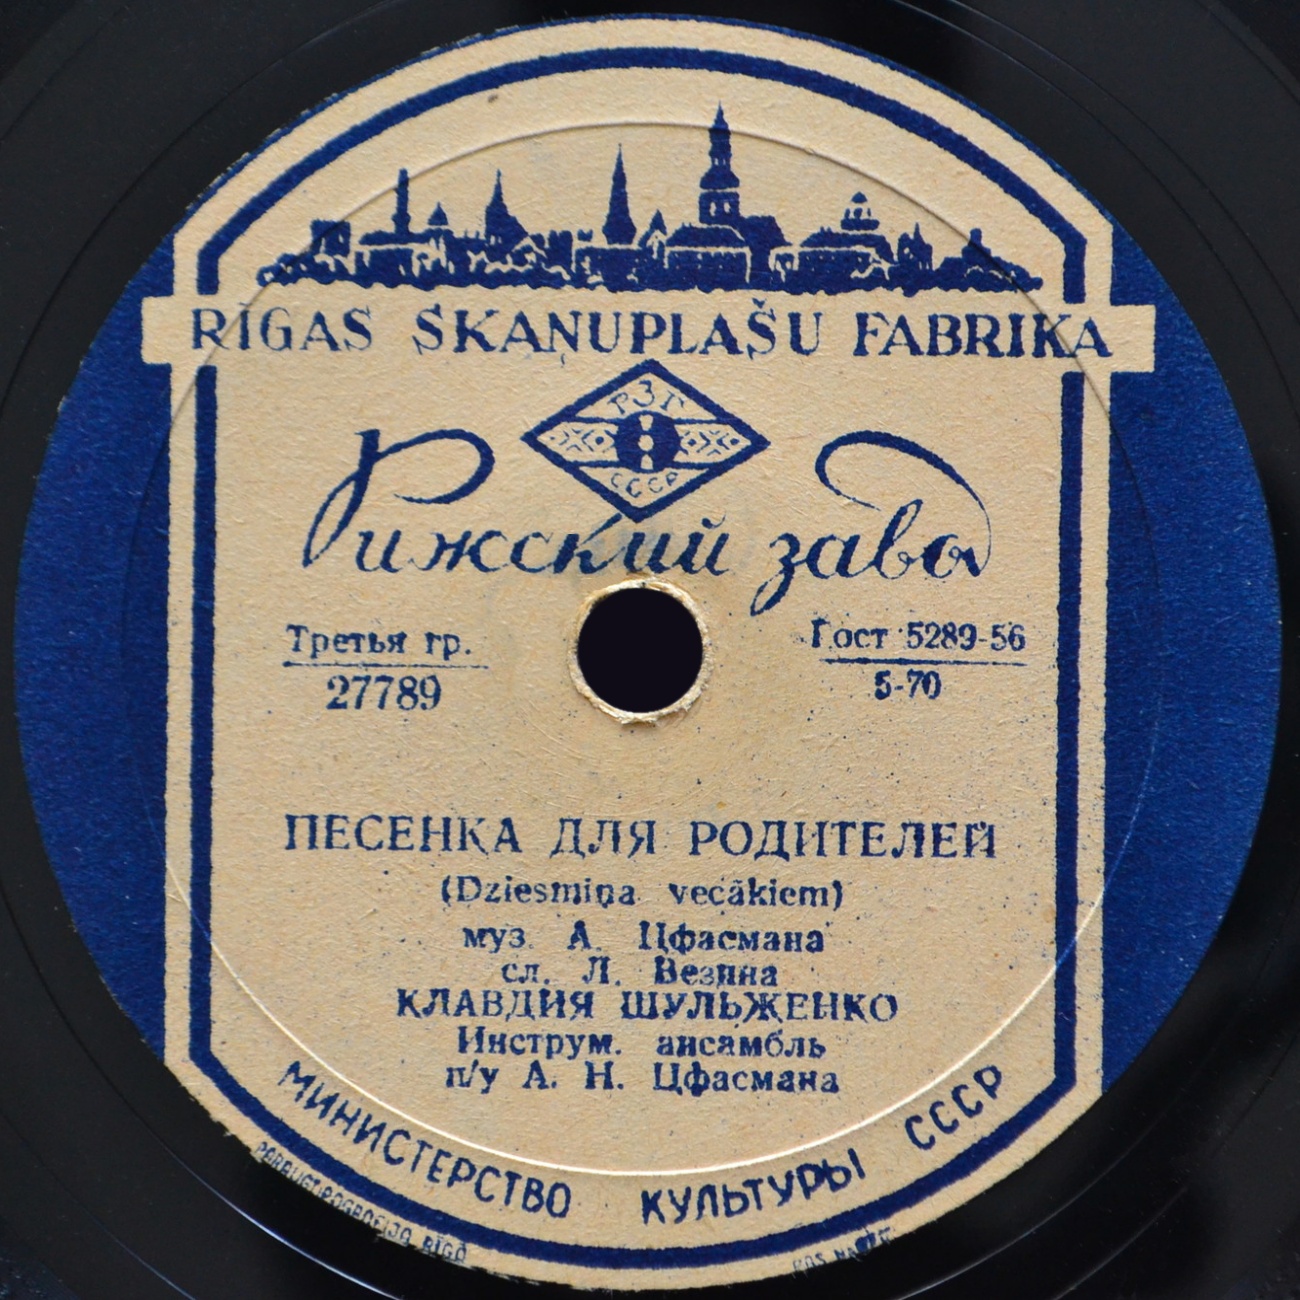 RĪGAS SKAŅUPLAŠU FABRIKA
РЗГ
СССР
Рижский завод
Третья гр.
27789
Гост 5289-56
5-70
ПЕСЕНКА ДЛЯ РОДИТЕЛЕЙ
(Dziesmiņa vecākiem)
муз. А. Цфасмана
сл. Л. Везина
КЛАВДИЯ ШУЛЬЖЕНКО
Инструм. ансамбль
п/у А. Н. Цфасмана
МИНИСТЕРСТВО КУЛЬТУРЫ СССР
RĪGĀ